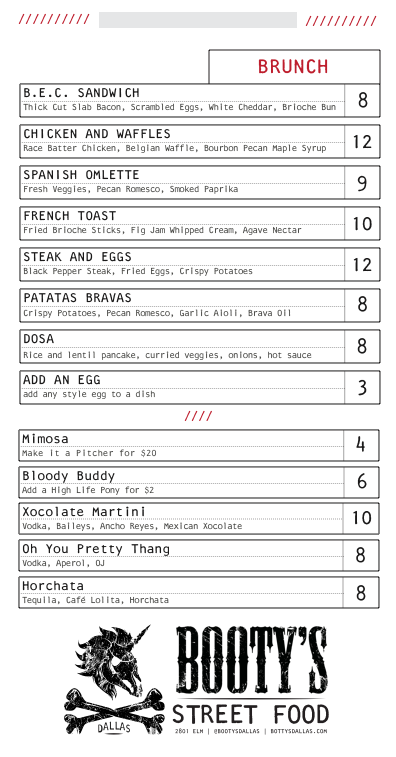 //////////
//////////
BRUNCH
B.E.C. SANDWICH
8
Thick Cut Slab Bacon, Scrambled Eggs, White Cheddar, Brioche Bun
CHICKEN AND WAFFLES
12
Race Batter Chicken, Belgian Waffle, Bourbon Pecan Maple Syrup
SPANISH OMLETTE
9
Fresh Veggies, Pecan Romesco, Smoked Paprika
FRENCH TOAST
10
Fried Brioche Sticks, Fig Jam Whipped Cream, Agave Nectar
STEAK AND EGGS
12
Black Pepper Steak, Fried Eggs, Crispy Potatoes
PATATAS BRAVAS
8
Crispy Potatoes, Pecan Romesco, Garlic Aioli, Brava Oil
DOSA
8
Rice and lentil pancake, curried veggies, onions, hot sauce
ADD AN EGG
3
add any style egg to a dish
////
Mimosa
4
Make it a Pitcher for $20
Bloody Buddy
6
Add a High Life Pony for $2
Xocolate Martini
10
Vodka, Baileys, Ancho Reyes, Mexican Xocolate
Oh You Pretty Thang
8
Vodka, Aperol, OJ
Horchata
8
Tequila, Café Lolita, Horchata
BOOTY'S
STREET FOOD
DALLAS
2801 ELM | @BOOTYSDALLAS | BOTTYSDALLAS.COM